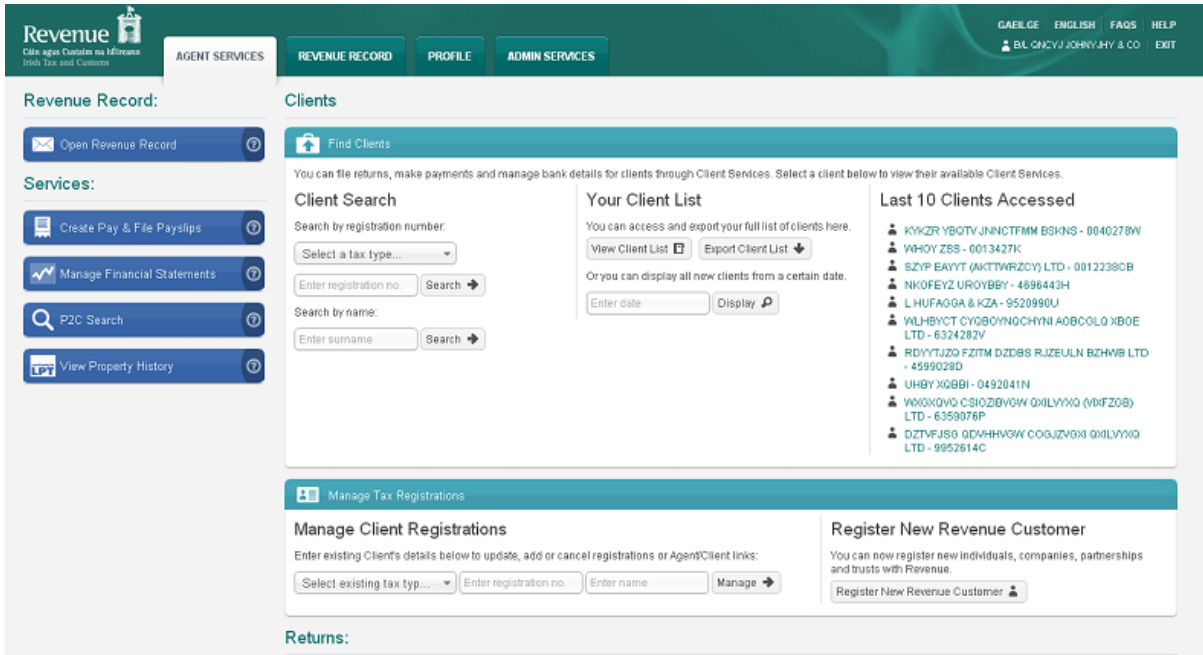 Revenue
Cáin agus Custaim na hÉireann
Irish Tax and Customs
AGENT SERVICES
REVENUE RECORD
PROFILE
ADMIN SERVICES
GAEILGE ENGLISH FAQS HELP
EXIT
Revenue Record:
Open Revenue Record
Services:
Create Pay & File Payslips
Manage Financial Statements
P2C Search
LPT View Property History
Clients
Find Clients
You can file returns, make payments and manage bank details for clients through Client Services. Select a client below to view their available Client Services.
Client Search
Search by registration number:
Select a tax type...
Enter registration no. Search
Search by name:
Enter surname Search
Your Client List
You can access and export your full list of clients here.
View Client List Export Client List
Or you can display all new clients from a certain date.
Enter date Display
Last 10 Clients Accessed
KYKZR YBQTV JNNCTFMM BSKNS - 0040278W
WHOY ZBS - 0013427K
SZYP EAYYT (AKTTWRZCY) LTD - 0012238CB
NKOFEYZ UROYBBY - 4696443H
L HUFAGGA & KZA - 9520990U
WLHBYCT CYQBOYNQCHYNI AOBCGLQ XBOE
LTD - 6324282V
RDYYTJZQ FZITM DZDBS RJZEULN BZHWB LTD
- 4599028D
UHBY XQBBI - 0492041N
WXGXQVQ CSIOZIBVGW QXILVYXQ (VIXFZGB)
LTD - 6359076P
DZTVFJSG QDVHHVGW COGJZVGXI QXILVYXQ
LTD - 9952614C
Manage Tax Registrations
Manage Client Registrations
Enter existing Client's details below to update, add or cancel registrations or Agent/Client links:
Select existing tax typ... Enter registration no. Enter name Manage
Register New Revenue Customer
You can now register new individuals, companies, partnerships
and trusts with Revenue.
Register New Revenue Customer
Returns: